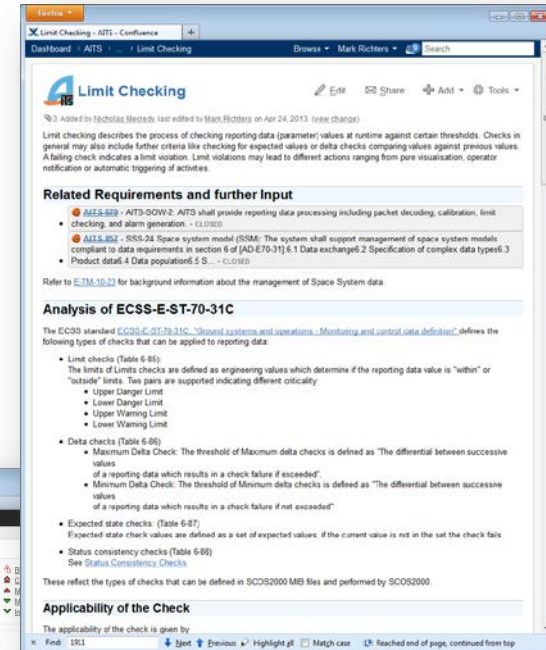 Firefox
Limit Checking - AITS - Confluence
Dashboard › AITS › ... › Limit Checking Browse Mark Richters Search
AITS
Limit Checking Edit Share Add Tools
3 Added by Nicholas Mecredy, last edited by Mark Richters on Apr 24, 2013 (view change)
Limit checking describes the process of checking reporting data (parameter) values at runtime against certain thresholds. Checks in
general may also include further criteria like checking for expected values or delta checks comparing values against previous values.
A failing check indicates a limit violation. Limit violations may lead to different actions ranging from pure visualisation, operator
notification or automatic triggering of activities.
Related Requirements and further Input
• AITS-679 - AITS-SOW-2: AITS shall provide reporting data processing including packet decoding, calibration, limit
checking, and alarm generation. - CLOSED
• AITS-857 - SSS-24 Space system model (SSM): The system shall support management of space system models
compliant to data requirements in section 6 of [AD-E70-31]:6.1 Data exchange6.2 Specification of complex data types6.3
Product data6.4 Data population6.5 S... - CLOSED
Refer to E-TM-10-23 for background information about the management of Space System data.
Analysis of ECSS-E-ST-70-31C
The ECSS standard ECSS-E-ST-70-31C, "Ground systems and operations - Monitoring and control data definition" defines the
following types of checks that can be applied to reporting data:
• Limit checks (Table 6-85):
The limits of Limits checks are defined as engineering values which determine if the reporting data value is "within" or
"outside" limits. Two pairs are supported indicating different criticality:
• Upper Danger Limit
• Lower Danger Limit
• Upper Warning Limit
• Lower Warning Limit
• Delta checks (Table 6-86)
• Maximum Delta Check: The threshold of Maximum delta checks is defined as "The differential between successive
values
of a reporting data which results in a check failure if exceeded".
• Minimum Delta Check: The threshold of Minimum delta checks is defined as "The differential between successive
values
of a reporting data which results in a check failure if not exceeded"
• Expected state checks: (Table 6-87)
Expected state check values are defined as a set of expected values; if the current value is not in the set the check fails
• Status consistency checks (Table 6-88)
See Status Consistency Checks
These reflect the types of checks that can be defined in SCOS2000 MIB files and performed by SCOS2000.
Applicability of the Check
The applicability of the check is given by
× Find: 1911 Next Previous Highlight all Match case Reached end of page, continued from top